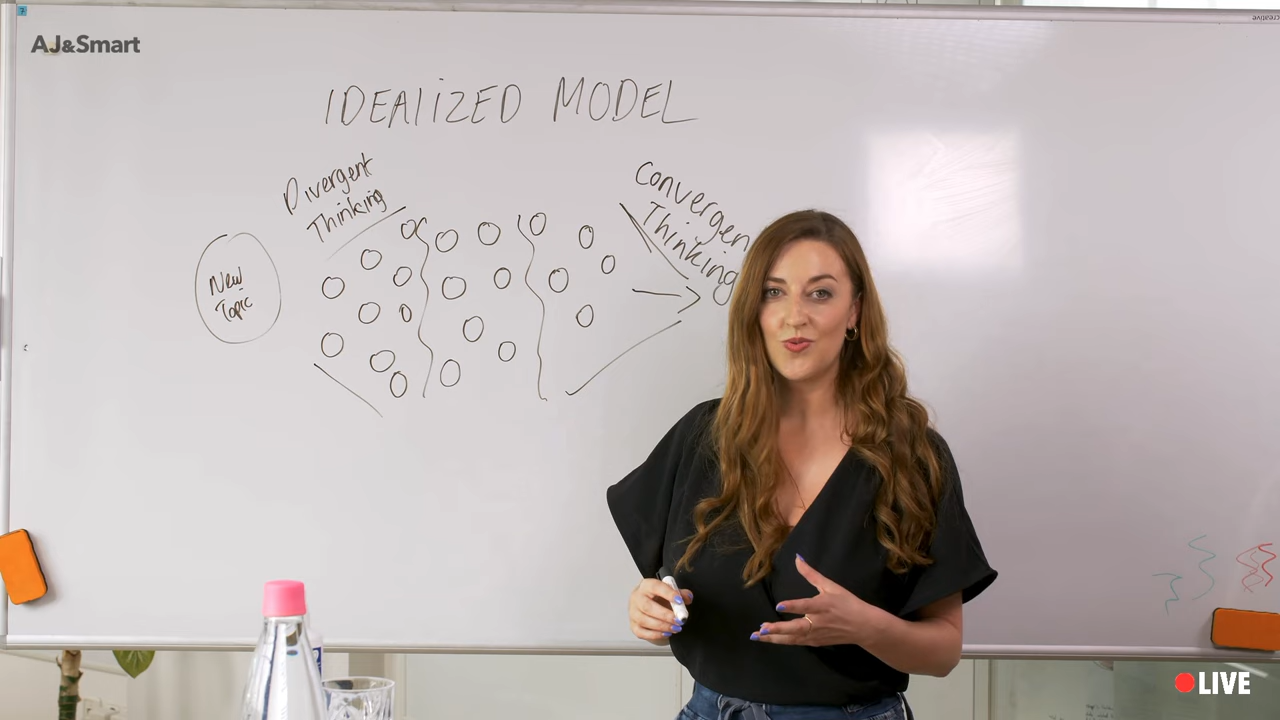 AJ&Smart
IDEALIZED MODEL
Divergent
Thinking
Convergen
Thinking
New
Topic
LIVE